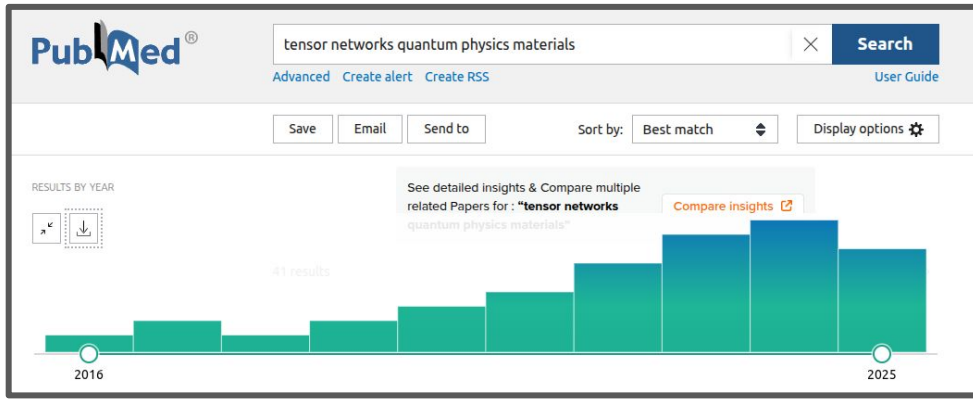 PubMed®
tensor networks quantum physics materials
Search
Advanced Create alert Create RSS
User Guide
Save
Email
Send to
Sort by:
Best match
Display options
RESULTS BY YEAR
See detailed insights & Compare multiple
related Papers for : "tensor networks
quantum physics materials"
Compare insights
41 results
2016
2025